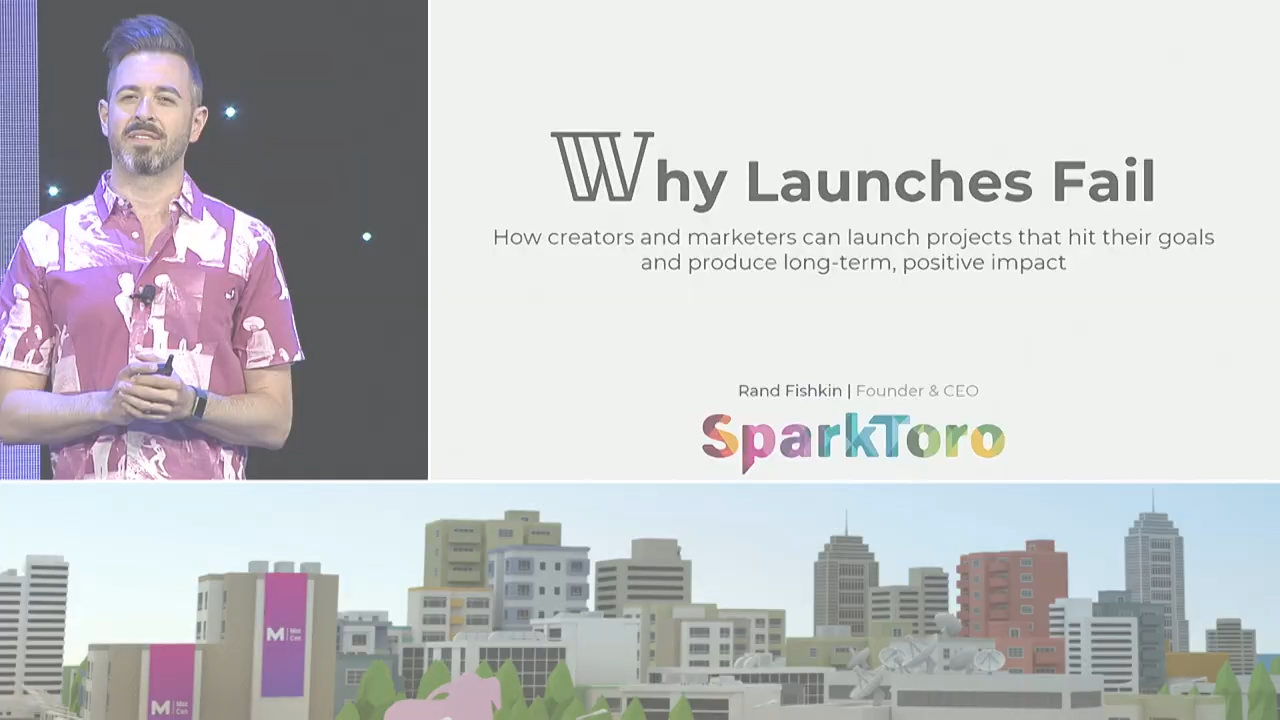 Why Launches Fail
How creators and marketers can launch projects that hit their goals
and produce long-term, positive impact
Rand Fishkin | Founder & CEO
SparkToro
M
M